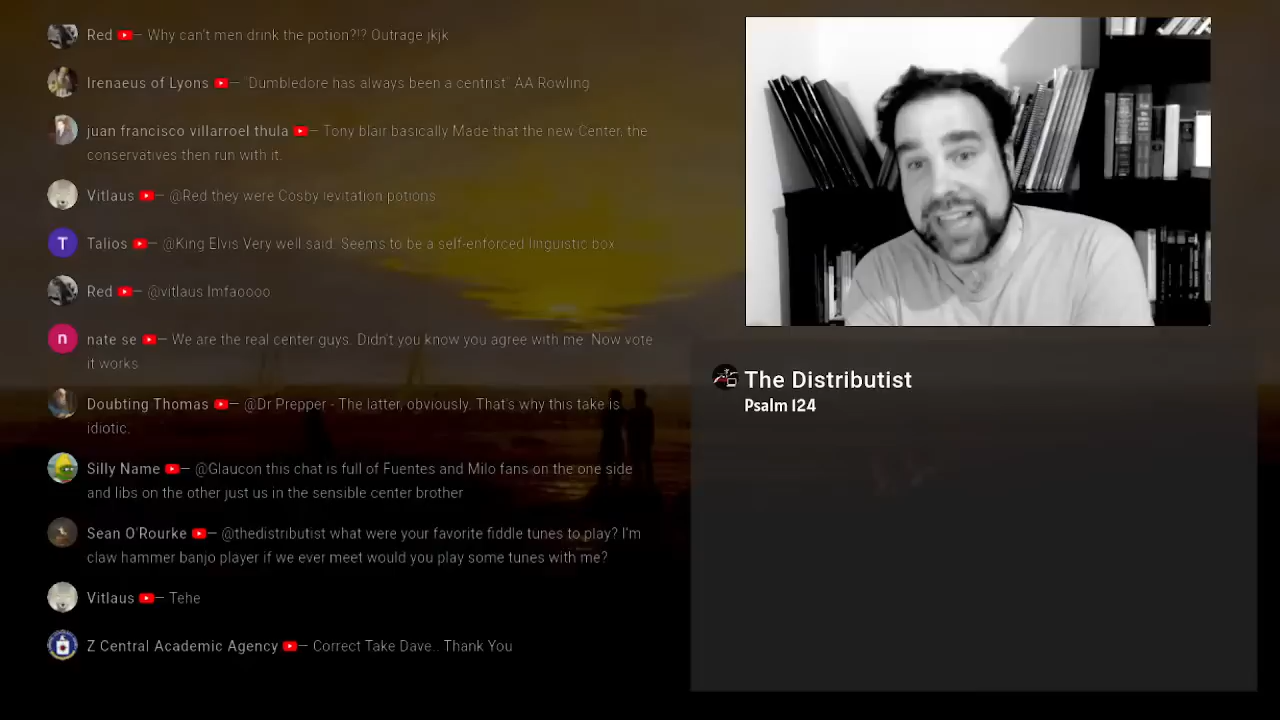 Red — Why can't men drink the potion?!? Outrage jkjk
Irenaeus of Lyons — "Dumbledore has always been a centrist" AA Rowling
juan francisco villarroel thula — Tony blair basically Made that the new Center, the
conservatives then run with it.
Vitlaus — @Red they were Cosby levitation potions
T
Talios — @King Elvis Very well said. Seems to be a self-enforced linguistic box
Red — @vitlaus lmfaoooo
n
nate se — We are the real center guys. Didn't you know you agree with me. Now vote
it works
Doubting Thomas — @Dr Prepper - The latter, obviously. That's why this take is
idiotic.
Silly Name — @Glaucon this chat is full of Fuentes and Milo fans on the one side
and libs on the other just us in the sensible center brother
Sean O'Rourke — @thedistributist what were your favorite fiddle tunes to play? I'm
claw hammer banjo player if we ever meet would you play some tunes with me?
Vitlaus — Tehe
Z Central Academic Agency — Correct Take Dave.. Thank You
The Distributist
Psalm 124